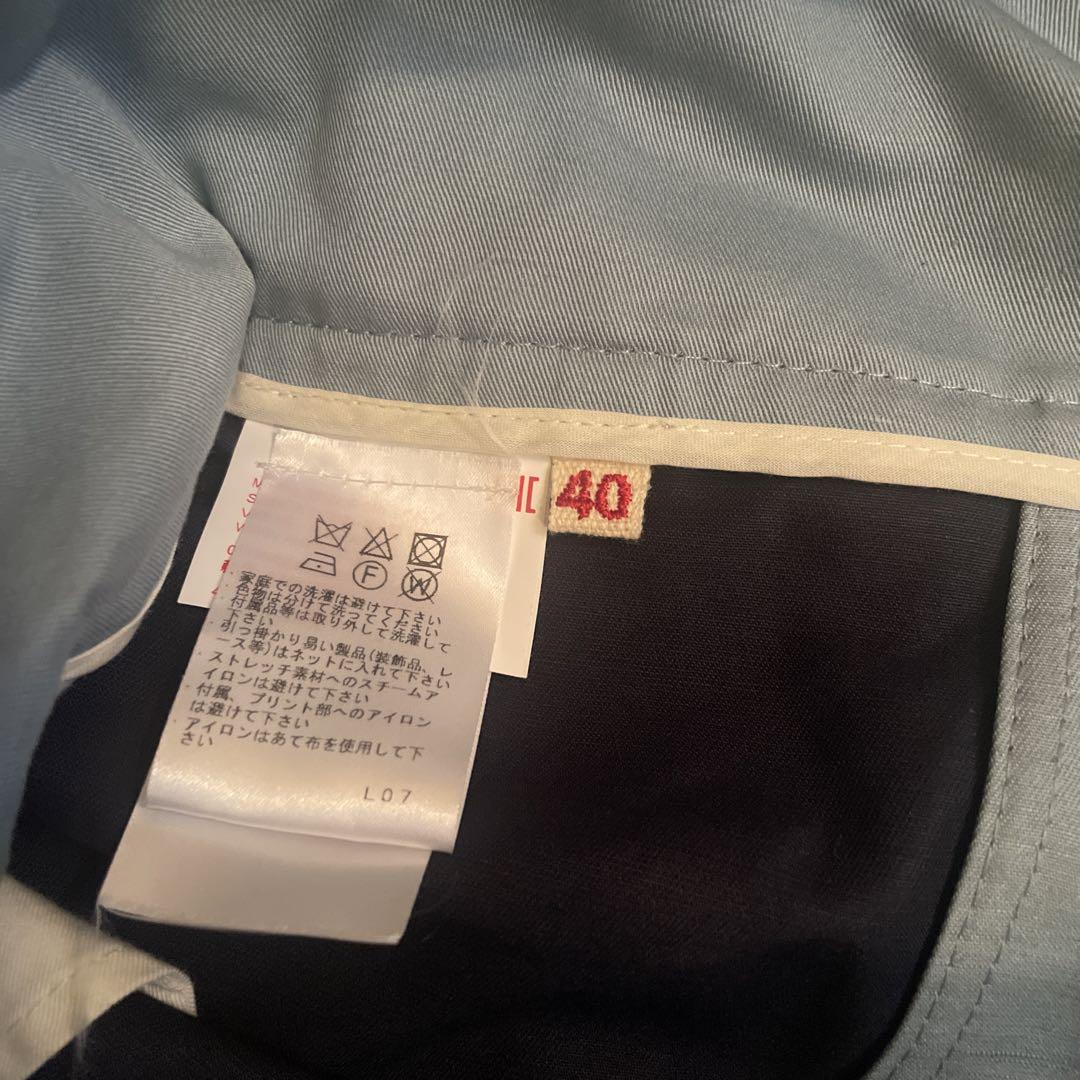 40
F
W
家庭での洗濯は避けて下さい
色物は分けて洗ってください
付属品等は取り外して洗濯して
下さい
引っ掛かり易い製品(装飾品、レ
ース等)はネットに入れて下さい
ストレッチ素材へのスチームア
イロンは避けて下さい
付属、プリント部へのアイロン
は避けて下さい
アイロンはあて布を使用して下
さい
L07